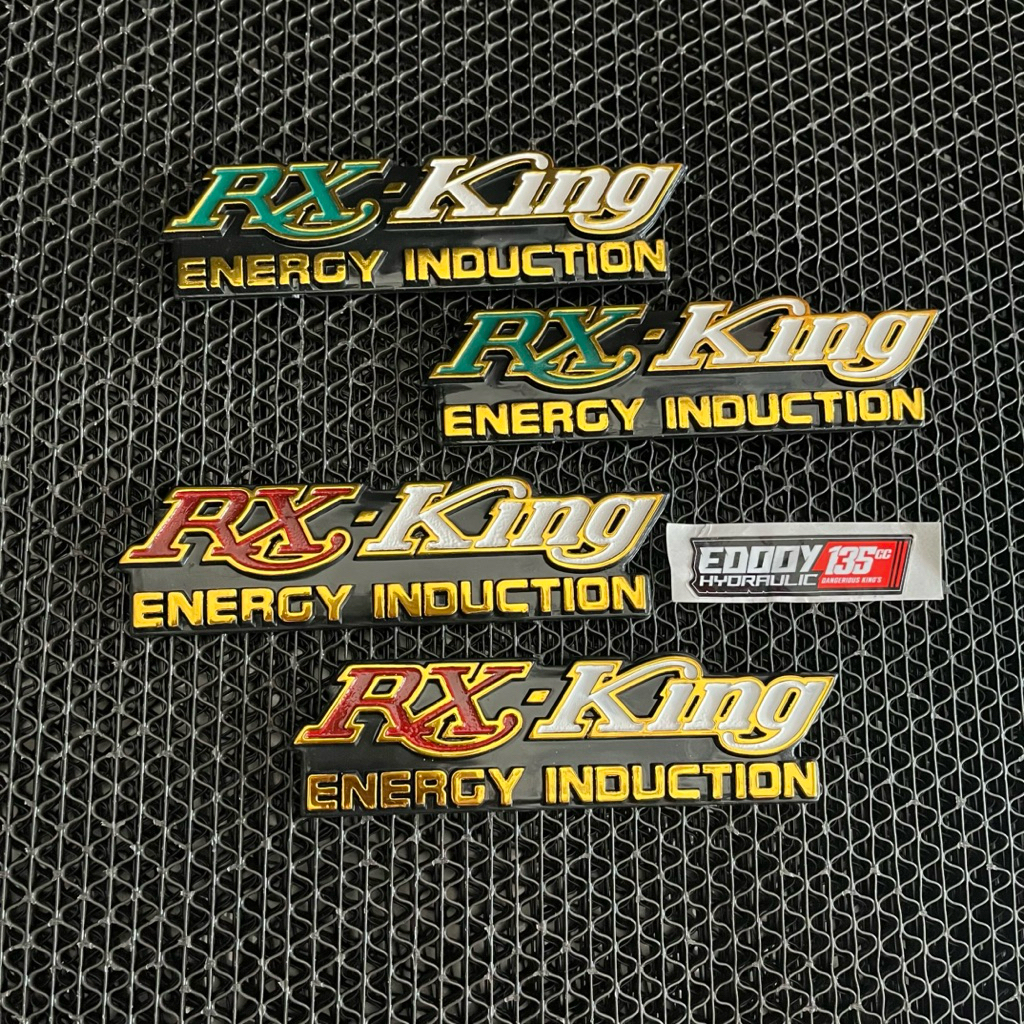 RX-King
ENERGY INDUCTION
RX-King
ENERGY INDUCTION
RX-King
ENERGY INDUCTION
EDDDY 135CC
HYDRAULIC DANGERIOUS KING'S
RX-King
ENERGY INDUCTION